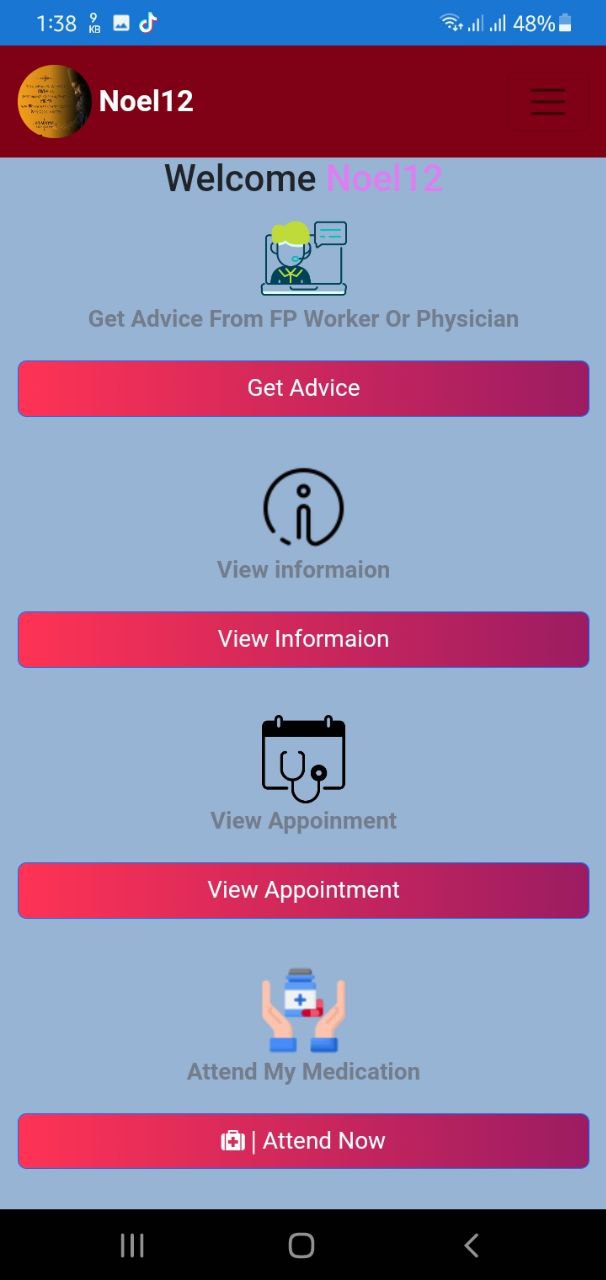 1:38 9 KB 48%
Noel12
Welcome Noel12
Get Advice From FP Worker Or Physician
Get Advice
View informaion
View Informaion
View Appoinment
View Appointment
Attend My Medication
| Attend Now